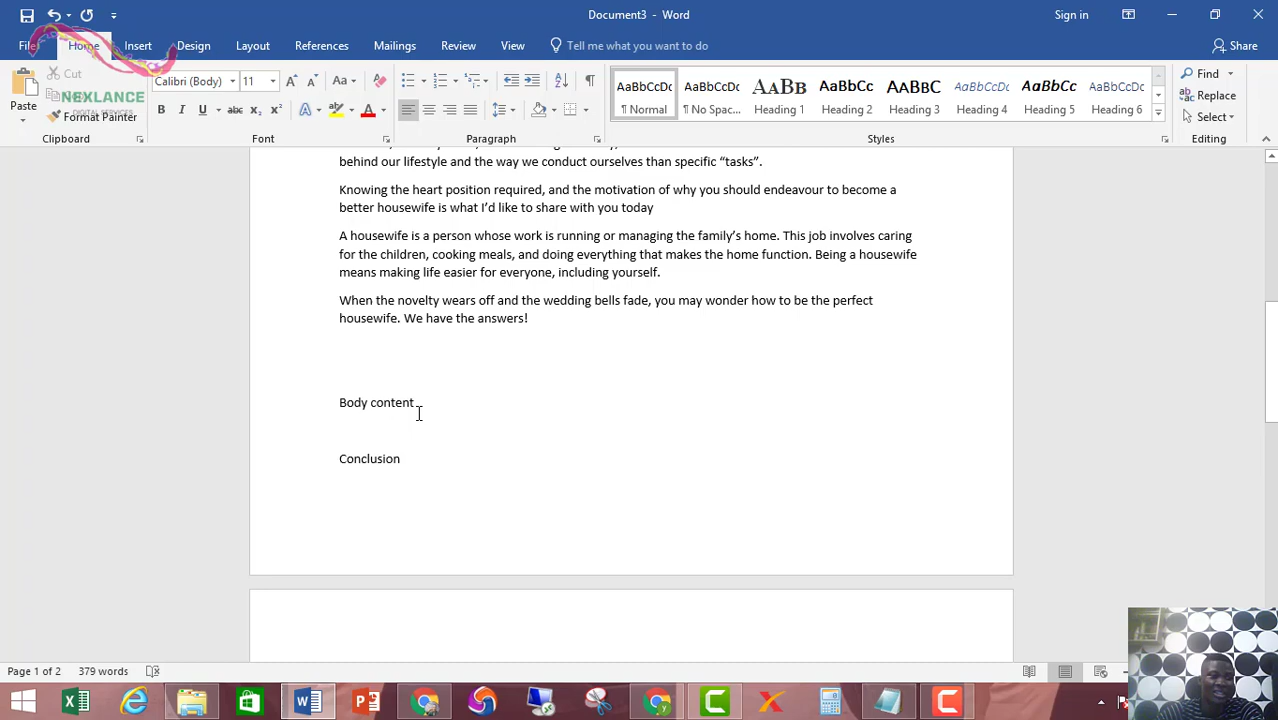 Document3 - Word
Sign in
File
Home
Insert
Design
Layout
References
Mailings
Review
View
Tell me what you want to do
Share
Paste
Cut
Format Painter
NEXLANCE
DIGITAL SERVICES
Calibri (Body)
11
AaBbCcDc
¶ Normal
AaBbCcDc
¶ No Spac...
AaBbCc
Heading 1
AaBbCc
Heading 2
AaBbC
Heading 3
AaBbCcDc
Heading 4
AaBbCcDc
Heading 5
AaBbCcDc
Heading 6
Find
Replace
Select
Clipboard
Font
Paragraph
Styles
Editing
behind our lifestyle and the way we conduct ourselves than specific “tasks”.
Knowing the heart position required, and the motivation of why you should endeavour to become a
better housewife is what I’d like to share with you today
A housewife is a person whose work is running or managing the family’s home. This job involves caring
for the children, cooking meals, and doing everything that makes the home function. Being a housewife
means making life easier for everyone, including yourself.
When the novelty wears off and the wedding bells fade, you may wonder how to be the perfect
housewife. We have the answers!
Body content
Conclusion
Page 1 of 2
379 words